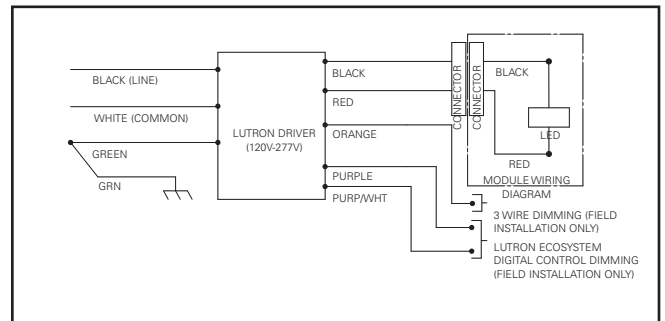 BLACK (LINE)
WHITE (COMMON)
GREEN
GRN
LUTRON DRIVER
(120V-277V)
BLACK
RED
ORANGE
PURPLE
PURP/WHT
CONNECTOR
CONNECTOR
BLACK
LED
RED
MODULE WIRING
DIAGRAM
3 WIRE DIMMING (FIELD
INSTALLATION ONLY)
LUTRON ECOSYSTEM
DIGITAL CONTROL DIMMING
(FIELD INSTALLATION ONLY)